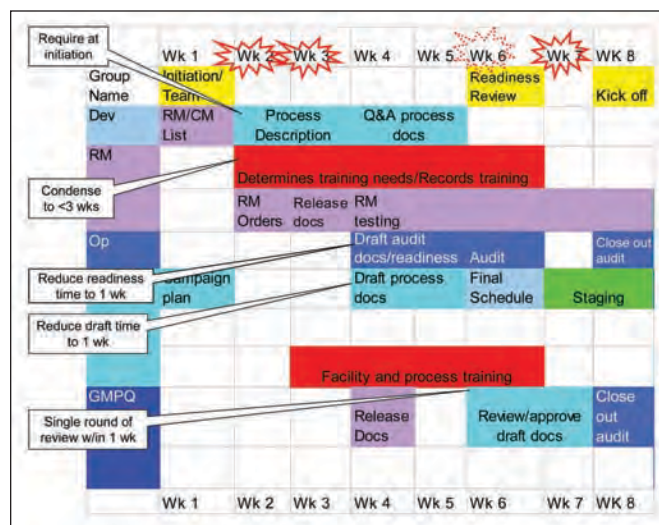 Require at
initiation
Wk 1 Wk 2 Wk 3 Wk 4 Wk 5 Wk 6 Wk 7 WK 8
Group
Name
Initiation/
Team
Readiness
Review
Kick off
Dev
RM/CM
List
Process
Description
Q&A process
docs
RM
Determines training needs/Records training
Condense
to <3 wks
RM
Orders
Release
docs
RM
testing
Op
Draft audit
docs/readiness
Audit
Close out
audit
Reduce readiness
time to 1 wk
plan
Draft process
docs
Final
Schedule
Staging
Reduce draft time
to 1 wk
Facility and process training
GMPQ
Single round of
review w/in 1 wk
Release
Docs
Review/approve
draft docs
Close
out
audit
Wk 1 Wk 2 Wk 3 Wk 4 Wk 5 Wk 6 Wk 7 WK 8